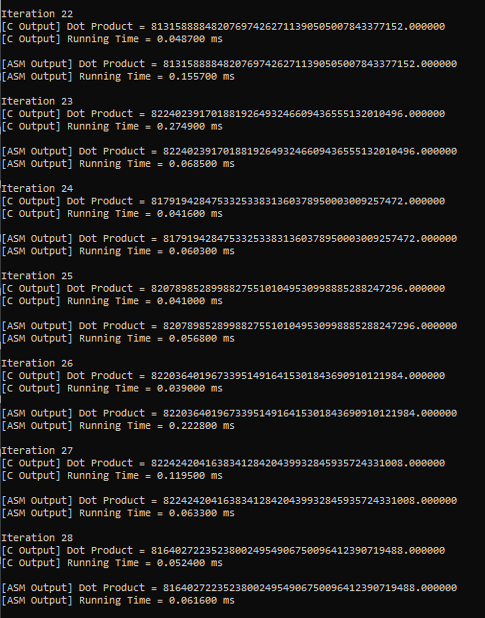 Iteration 22
[C Output] Dot Product = 813158888482076974262711390505007843377152.000000
[C Output] Running Time = 0.048700 ms
[ASM Output] Dot Product = 813158888482076974262711390505007843377152.000000
[ASM Output] Running Time = 0.155700 ms
Iteration 23
[C Output] Dot Product = 822402391701881926493246609436555132010496.000000
[C Output] Running Time = 0.274900 ms
[ASM Output] Dot Product = 822402391701881926493246609436555132010496.000000
[ASM Output] Running Time = 0.068500 ms
Iteration 24
[C Output] Dot Product = 817919428475332533831360378950003009257472.000000
[C Output] Running Time = 0.041600 ms
[ASM Output] Dot Product = 817919428475332533831360378950003009257472.000000
[ASM Output] Running Time = 0.060300 ms
Iteration 25
[C Output] Dot Product = 8207898528998827551010495309988885288247296.000000
[C Output] Running Time = 0.041000 ms
[ASM Output] Dot Product = 8207898528998827551010495309988885288247296.000000
[ASM Output] Running Time = 0.056800 ms
Iteration 26
[C Output] Dot Product = 822036401967339514916415301843690910121984.000000
[C Output] Running Time = 0.039000 ms
[ASM Output] Dot Product = 822036401967339514916415301843690910121984.000000
[ASM Output] Running Time = 0.222800 ms
Iteration 27
[C Output] Dot Product = 822424204163834128420439932845935724331008.000000
[C Output] Running Time = 0.119500 ms
[ASM Output] Dot Product = 822424204163834128420439932845935724331008.000000
[ASM Output] Running Time = 0.063300 ms
Iteration 28
[C Output] Dot Product = 8164027223523800249549067500964123907​19488.000000
[C Output] Running Time = 0.052400 ms
[ASM Output] Dot Product = 8164027223523800249549067500964123907​19488.000000
[ASM Output] Running Time = 0.061600 ms